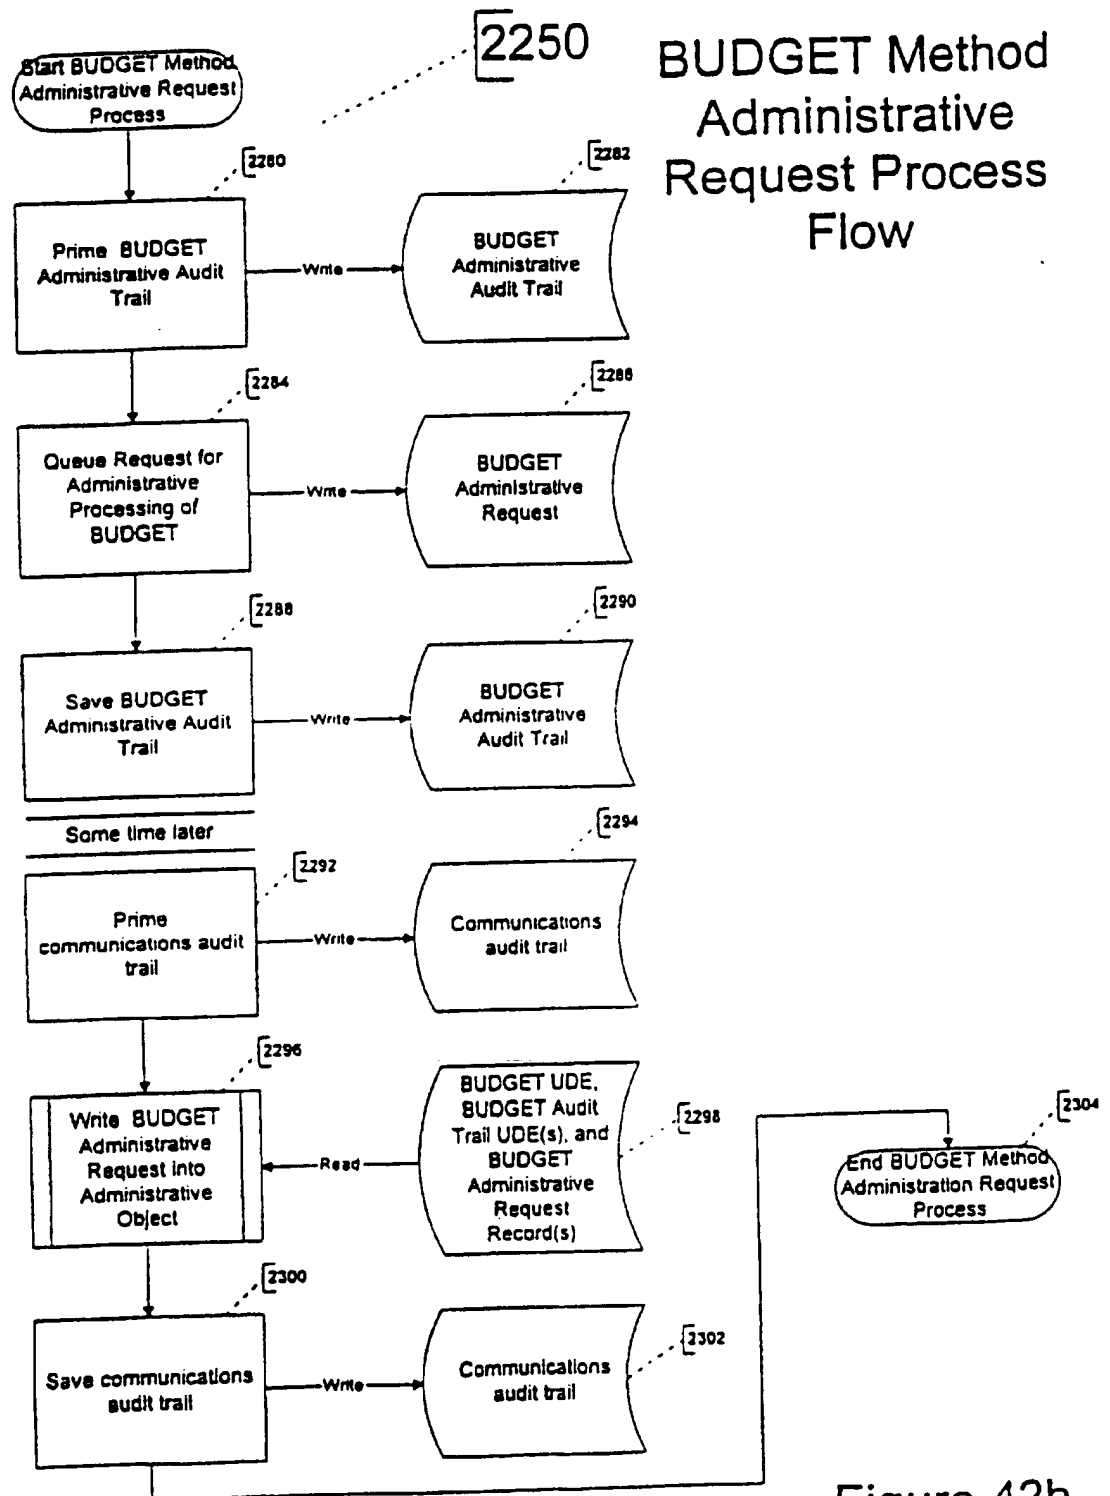 2250
BUDGET Method
Administrative
Request Process
Flow
Start BUDGET Method
Administrative Request
Process
2280
Prime BUDGET
Administrative Audit
Trail
Write
2282
BUDGET
Administrative
Audit Trail
2284
Queue Request for
Administrative
Processing of
BUDGET
Write
2286
BUDGET
Administrative
Request
2288
Save BUDGET
Administrative Audit
Trail
Write
2290
BUDGET
Administrative
Audit Trail
Some time later
2292
Prime
communications audit
trail
Write
2294
Communications
audit trail
2296
Write BUDGET
Administrative
Request into
Administrative
Object
Read
2298
BUDGET UDE,
BUDGET Audit
Trail UDE(s), and
BUDGET
Administrative
Request
Record(s)
2300
Save communications
audit trail
Write
2302
Communications
audit trail
2304
End BUDGET Method
Administration Request
Process
Figure 42b